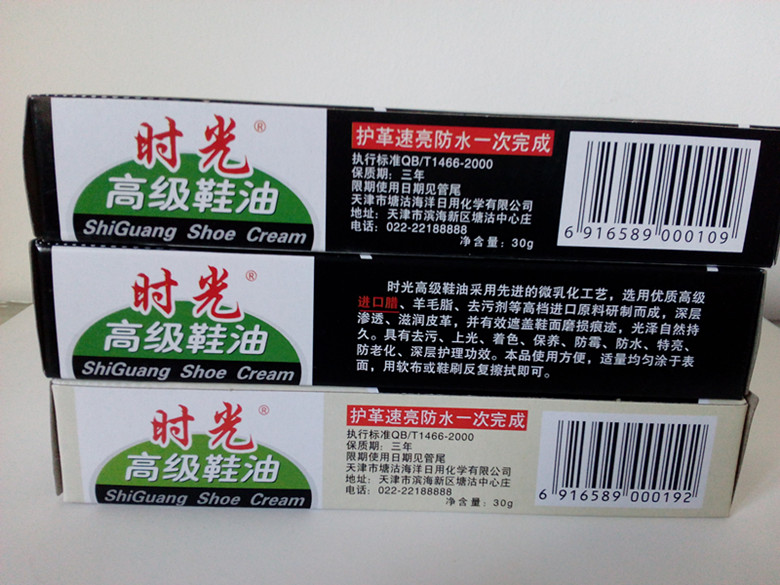 时光®
高级鞋油
ShiGuang Shoe Cream
护革速亮防水一次完成
执行标准QB/T1466-2000
保质期：三年
限期使用日期见管尾
天津市塘沽海洋日用化学有限公司
地址：天津市滨海新区塘沽中心庄
电话：022-22188888
净含量：30g
6 916589 000109
时光®
高级鞋油
ShiGuang Shoe Cream
时光高级鞋油采用先进的微乳化工艺，选用优质高级
进口腊、羊毛脂、去污剂等高档进口原料研制而成，深层
渗透、滋润皮革，并有效遮盖鞋面磨损痕迹，光泽自然持
久。具有去污、上光、着色、保养、防霉、防水、特亮、
防老化、深层护理功效。本品使用方便，适量均匀涂于表
面，用软布或鞋刷反复擦拭即可。
时光®
高级鞋油
ShiGuang Shoe Cream
护革速亮防水一次完成
执行标准QB/T1466-2000
保质期：三年
限期使用日期见管尾
天津市塘沽海洋日用化学有限公司
地址：天津市滨海新区塘沽中心庄
电话：022-22188888
净含量：30g
6 916589 000192